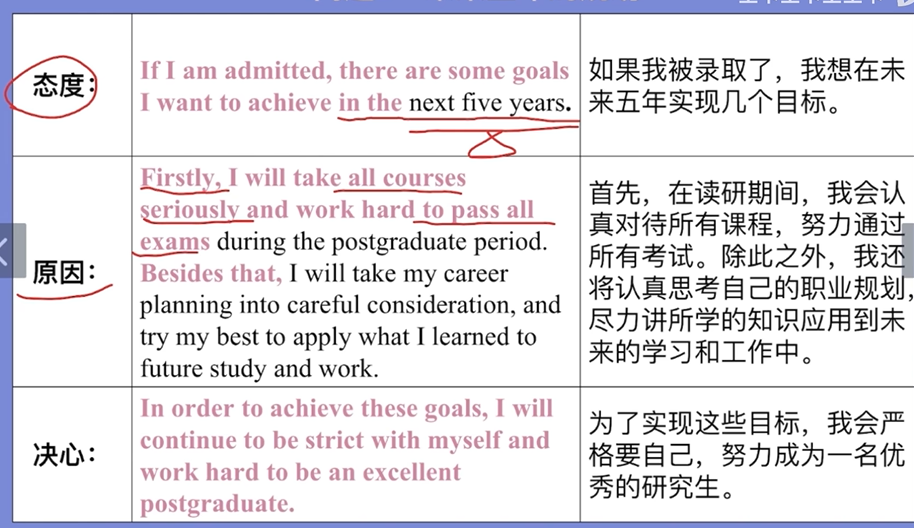 态度：
If I am admitted, there are some goals
I want to achieve in the next five years.
如果我被录取了，我想在未
来五年实现几个目标。
原因：
Firstly, I will take all courses
seriously and work hard to pass all
exams during the postgraduate period.
Besides that, I will take my career
planning into careful consideration, and
try my best to apply what I learned to
future study and work.
首先，在读研期间，我会认
真对待所有课程，努力通过
所有考试。除此之外，我还
将认真思考自己的职业规划，
尽力讲所学的知识应用到未
来的学习和工作中。
决心：
In order to achieve these goals, I will
continue to be strict with myself and
work hard to be an excellent
postgraduate.
为了实现这些目标，我会严
格要自己，努力成为一名优
秀的研究生。